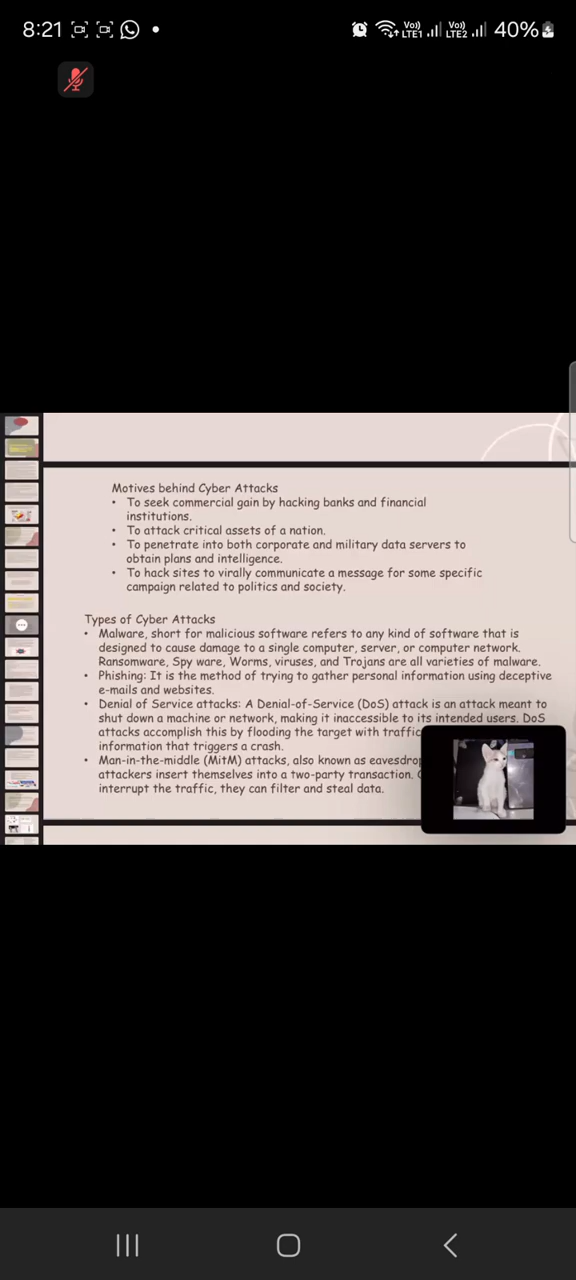 8:21
Vo)) LTE1
Vo)) LTE2
40%
Motives behind Cyber Attacks
• To seek commercial gain by hacking banks and financial
institutions.
• To attack critical assets of a nation.
• To penetrate into both corporate and military data servers to
obtain plans and intelligence.
• To hack sites to virally communicate a message for some specific
campaign related to politics and society.
Types of Cyber Attacks
• Malware, short for malicious software refers to any kind of software that is
designed to cause damage to a single computer, server, or computer network.
Ransomware, Spy ware, Worms, viruses, and Trojans are all varieties of malware.
• Phishing: It is the method of trying to gather personal information using deceptive
e-mails and websites.
• Denial of Service attacks: A Denial-of-Service (DoS) attack is an attack meant to
shut down a machine or network, making it inaccessible to its intended users. DoS
attacks accomplish this by flooding the target with traffic
information that triggers a crash.
• Man-in-the-middle (MitM) attacks, also known as eavesdrop
attackers insert themselves into a two-party transaction.
interrupt the traffic, they can filter and steal data.